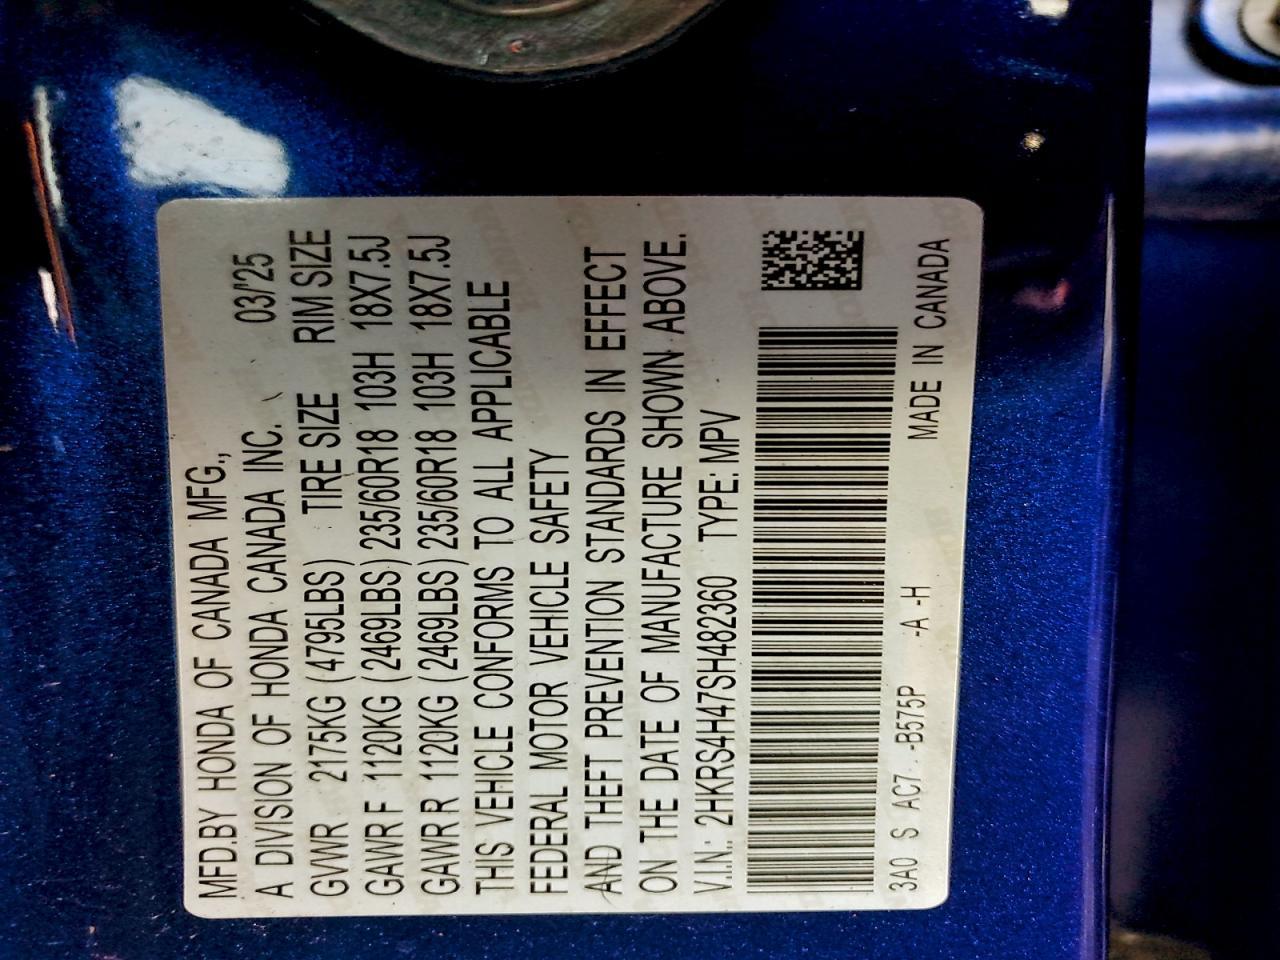 MFD.BY HONDA OF CANADA MFG.,
A DIVISION OF HONDA CANADA INC. 03/'25
GVWR 2175KG (4795LBS) TIRE SIZE RIM SIZE
GAWR F 1120KG (2469LBS) 235/60R18 103H 18X7.5J
GAWR R 1120KG (2469LBS) 235/60R18 103H 18X7.5J
THIS VEHICLE CONFORMS TO ALL APPLICABLE
FEDERAL MOTOR VEHICLE SAFETY
AND THEFT PREVENTION STANDARDS IN EFFECT
ON THE DATE OF MANUFACTURE SHOWN ABOVE.
V.I.N.: 2HKRS4H47SH482360 TYPE: MPV
3A0 S AC7 -B575P -A -H MADE IN CANADA